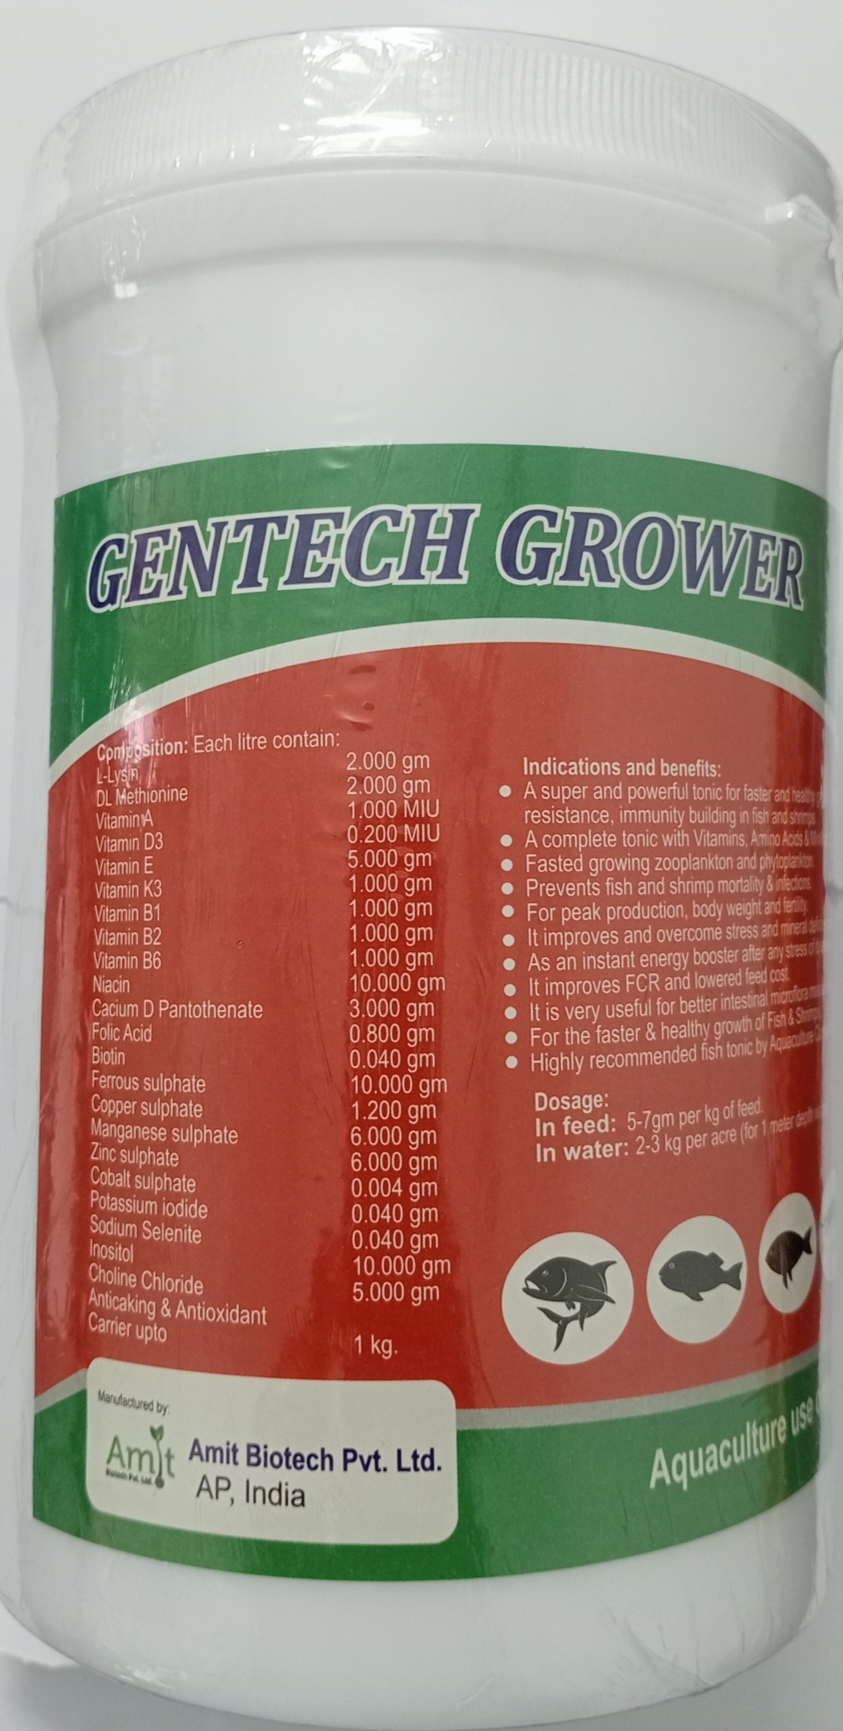 GENTECH GROWER
Composition: Each litre contain:
L-Lysin 2.000 gm
DL Methionine 2.000 gm
Vitamin A 1.000 MIU
Vitamin D3 0.200 MIU
Vitamin E 5.000 gm
Vitamin K3 1.000 gm
Vitamin B1 1.000 gm
Vitamin B2 1.000 gm
Vitamin B6 1.000 gm
Niacin 10.000 gm
Cacium D Pantothenate 3.000 gm
Folic Acid 0.800 gm
Biotin 0.040 gm
Ferrous sulphate 10.000 gm
Copper sulphate 1.200 gm
Manganese sulphate 6.000 gm
Zinc sulphate 6.000 gm
Cobalt sulphate 0.004 gm
Potassium iodide 0.040 gm
Sodium Selenite 0.040 gm
Inositol 10.000 gm
Choline Chloride 5.000 gm
Anticaking & Antioxidant
Carrier upto 1 kg.
Indications and benefits:
● A super and powerful tonic for faster and healthy
resistance, immunity building in fish and shrimps
● A complete tonic with Vitamins, Amino Acids &
● Fasted growing zooplankton and phytoplankton
● Prevents fish and shrimp mortality & infections.
● For peak production, body weight and fertility.
● It improves and overcome stress and mineral
● As an instant energy booster after any stress
● It improves FCR and lowered feed cost.
● It is very useful for better intestinal microflora
● For the faster & healthy growth of Fish &
● Highly recommended fish tonic by Aquaculture
Dosage:
In feed: 5-7gm per kg of feed.
In water: 2-3 kg per acre (for 1 meter depth
Manufactured by:
Amit
Biotech Pvt. Ltd.
Amit Biotech Pvt. Ltd.
AP, India
Aquaculture use